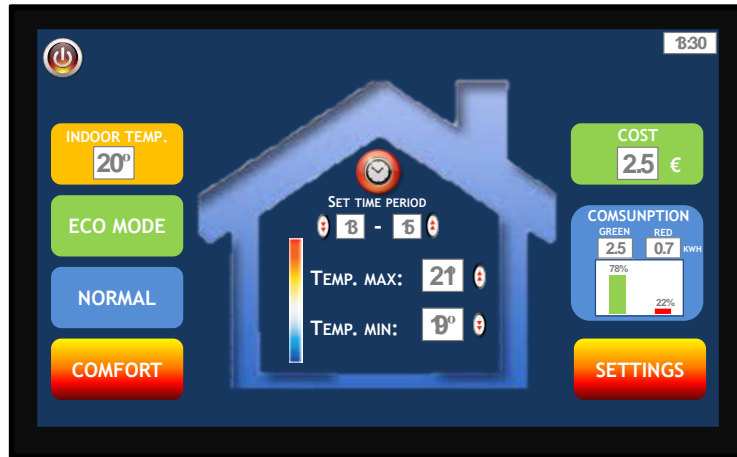 13:30
INDOOR TEMP.
20º
ECO MODE
NORMAL
COMFORT
SET TIME PERIOD
13 - 15
TEMP. MAX: 21º
TEMP. MIN: 19º
COST
2.5 €
COMSUNPTION
GREEN RED
2.5 0.7 KWH
78%
22%
SETTINGS